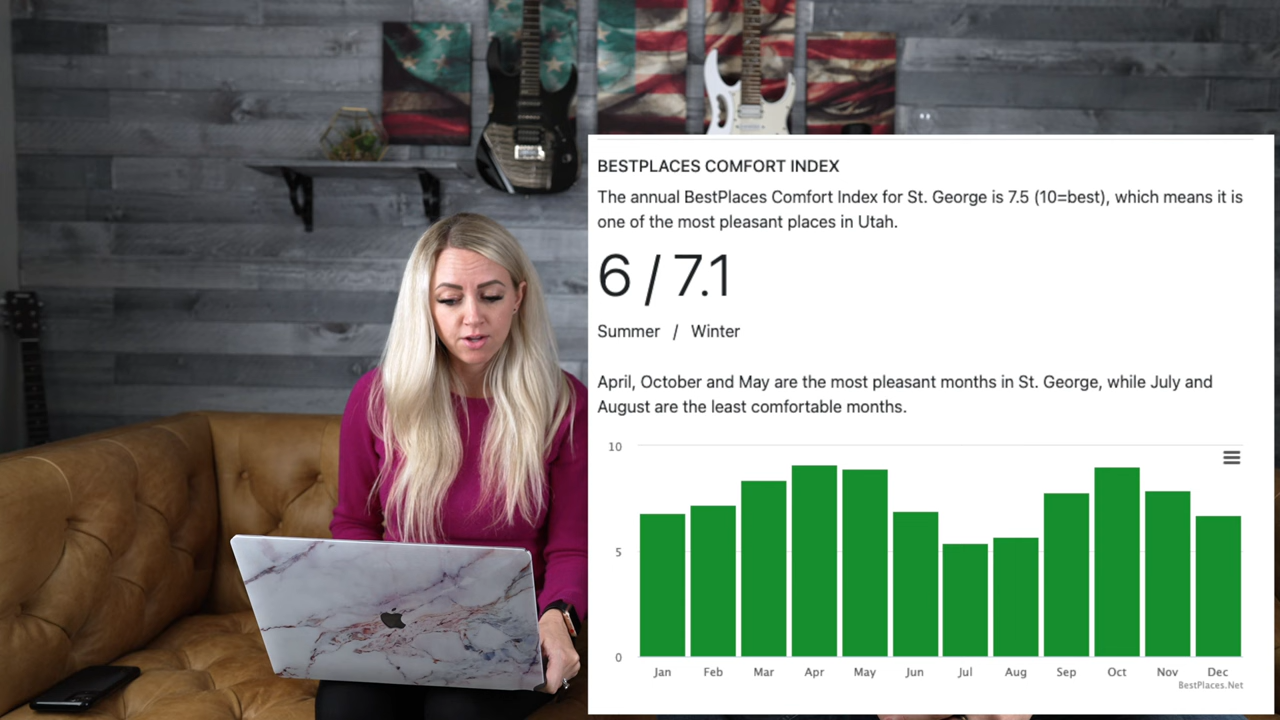 BESTPLACES COMFORT INDEX
The annual BestPlaces Comfort Index for St. George is 7.5 (10=best), which means it is
one of the most pleasant places in Utah.
6 / 7.1
Summer / Winter
April, October and May are the most pleasant months in St. George, while July and
August are the least comfortable months.
10
5
0
Jan Feb Mar Apr May Jun Jul Aug Sep Oct Nov Dec
BestPlaces.Net